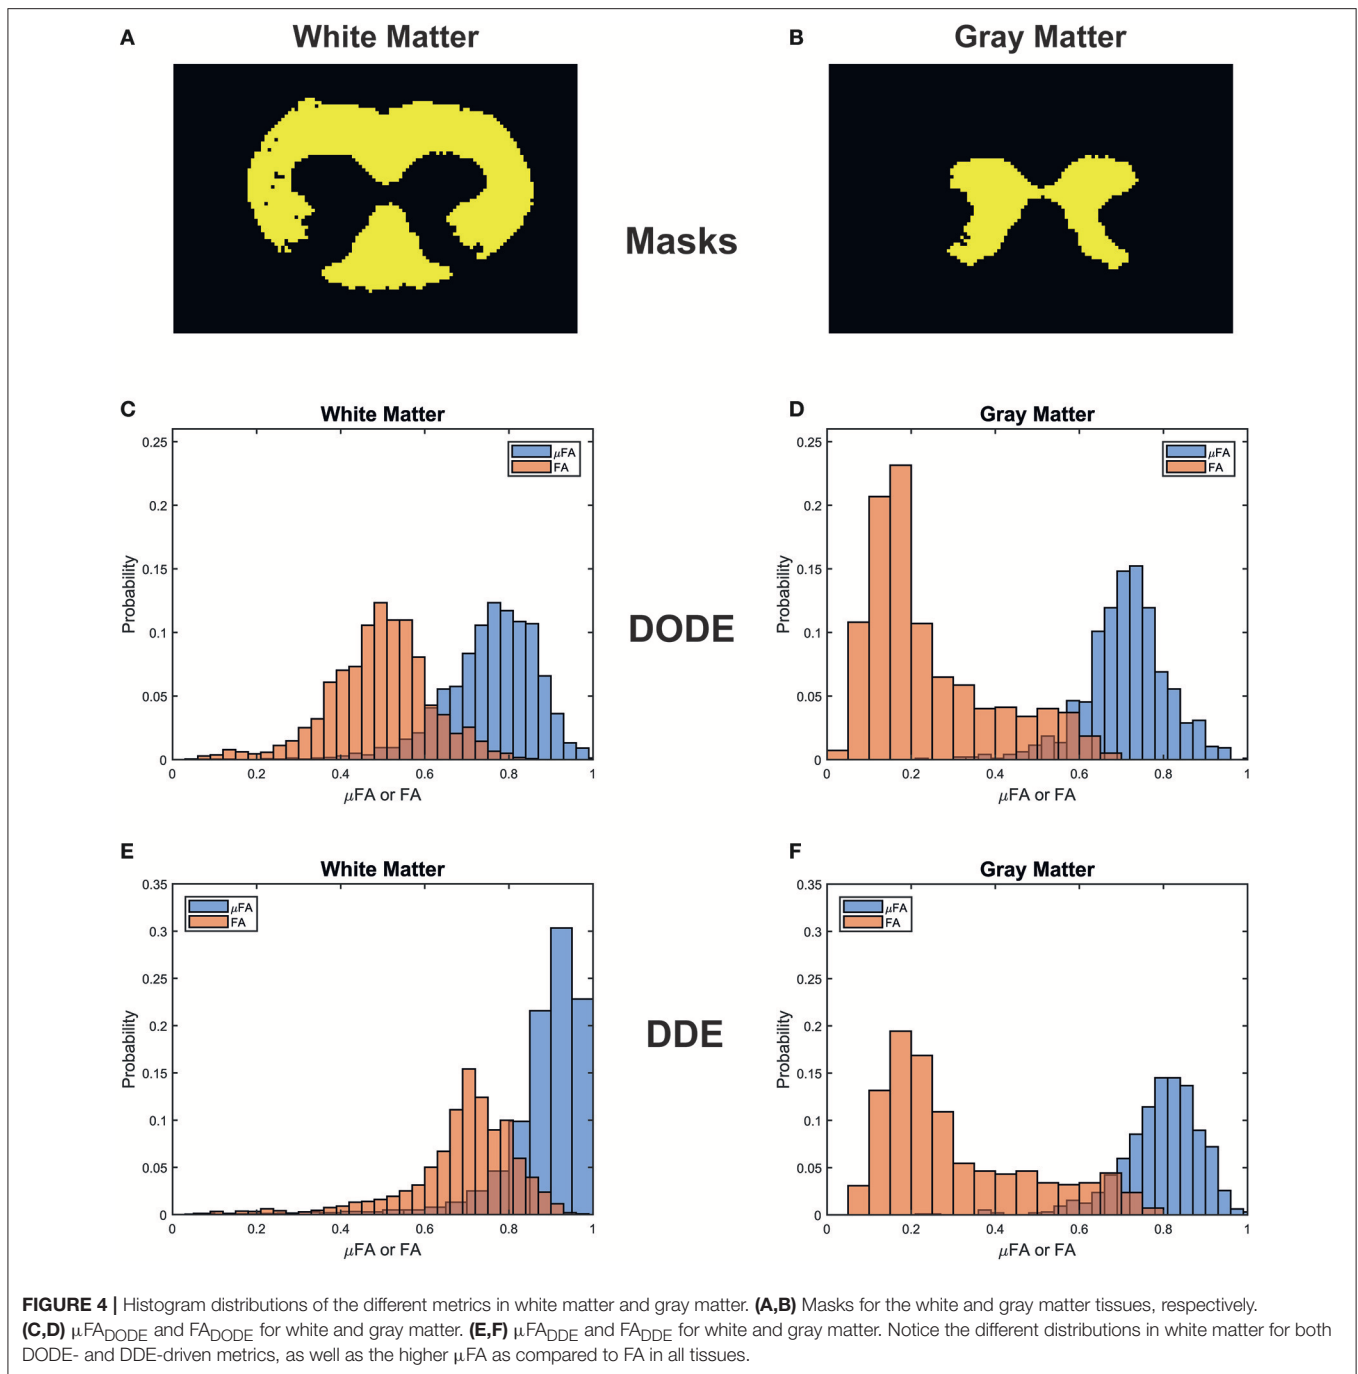 A White Matter
B Gray Matter
Masks
C White Matter
D Gray Matter
0.25
0.2
0.15
0.1
0.05
0
Probability
μFA
FA
0 0.2 0.4 0.6 0.8 1
μFA or FA
DODE
0.25
0.2
0.15
0.1
0.05
0
Probability
μFA
FA
0 0.2 0.4 0.6 0.8 1
μFA or FA
E White Matter
F Gray Matter
0.35
0.3
0.25
0.2
0.15
0.1
0.05
0
Probability
μFA
FA
0 0.2 0.4 0.6 0.8 1
μFA or FA
DDE
0.35
0.3
0.25
0.2
0.15
0.1
0.05
0
Probability
μFA
FA
0 0.2 0.4 0.6 0.8 1
μFA or FA
FIGURE 4 | Histogram distributions of the different metrics in white matter and gray matter. (A,B) Masks for the white and gray matter tissues, respectively.
(C,D) μFADODE and FADODE for white and gray matter. (E,F) μFADDE and FADDE for white and gray matter. Notice the different distributions in white matter for both
DODE- and DDE-driven metrics, as well as the higher μFA as compared to FA in all tissues.